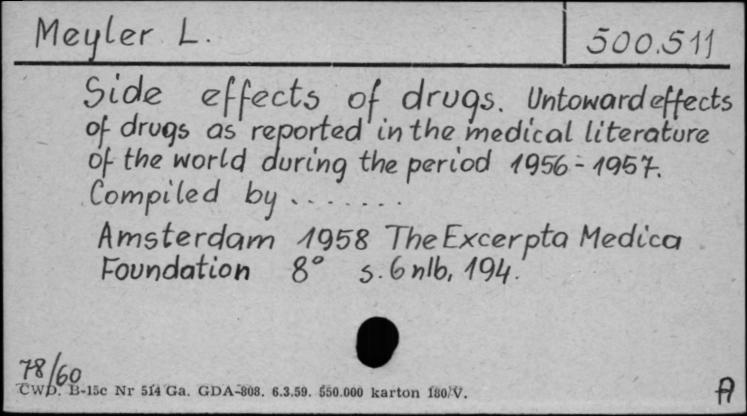 Meyler L.
500.511
Side effects of drugs. Untoward effects
of drugs as reported in the medical literature
of the world during the period 1956-1957.
Compiled by ........
Amsterdam 1958 The Excerpta Medica
Foundation 8° s. 6 nlb, 194.
78/60
CWD. B-15c Nr 514 Ga. GDA-808. 6.3.59. 550.000 karton 180/V.
A